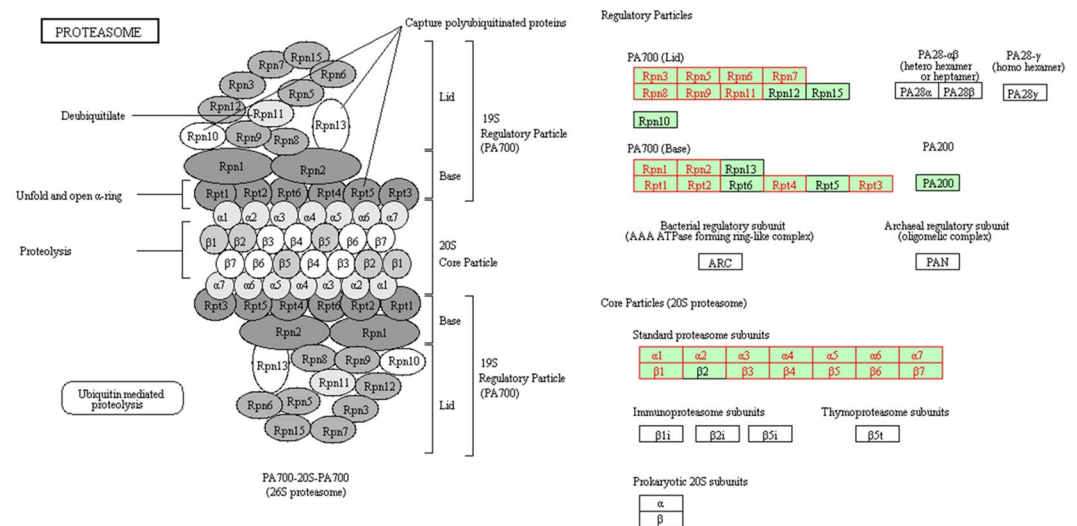 PROTEASOME
Capture polyubiquitinated proteins
Rpn15
Rpn7
Rpn6
Rpn3
Rpn5
Rpn12
Rpn11
Rpn13
Rpn10
Rpn9
Rpn8
Deubiquitilate
Lid
19S
Regulatory Particle
(PA700)
Rpn1
Rpn2
Base
Unfold and open α-ring
Rpt1 Rpt2 Rpt6 Rpt4 Rpt5 Rpt3
α1 α2 α3 α4 α5 α6 α7
Proteolysis
β1 β2 β3 β4 β5 β6 β7
20S
Core Particle
β7 β6 β5 β4 β3 β2 β1
α7 α6 α5 α4 α3 α2 α1
Rpt3 Rpt5 Rpt4 Rpt6 Rpt2 Rpt1
Base
Rpn2 Rpn1
Rpn13 Rpn8 Rpn9 Rpn10
19S
Regulatory Particle
(PA700)
Rpn11 Rpn12
Rpn6 Rpn5 Rpn3
Lid
Rpn15 Rpn7
Ubiquitin mediated
proteolysis
PA700-20S-PA700
(26S proteasome)
Regulatory Particles
PA700 (Lid)
Rpn3 Rpn5 Rpn6 Rpn7
Rpn8 Rpn9 Rpn11 Rpn12 Rpn15
Rpn10
PA28-αβ
(hetero hexamer
or heptamer)
PA28α PA28β
PA28-γ
(homo hexamer)
PA28γ
PA700 (Base)
Rpn1 Rpn2 Rpn13
Rpt1 Rpt2 Rpt6 Rpt4 Rpt5 Rpt3
PA200
PA200
Bacterial regulatory subunit
(AAA ATPase forming ring-like complex)
ARC
Archaeal regulatory subunit
(oligomelic complex)
PAN
Core Particles (20S proteasome)
Standard proteasome subunits
α1 α2 α3 α4 α5 α6 α7
β1 β2 β3 β4 β5 β6 β7
Immunoproteasome subunits
β1i β2i β5i
Thymoproteasome subunits
β5t
Prokaryotic 20S subunits
α
β